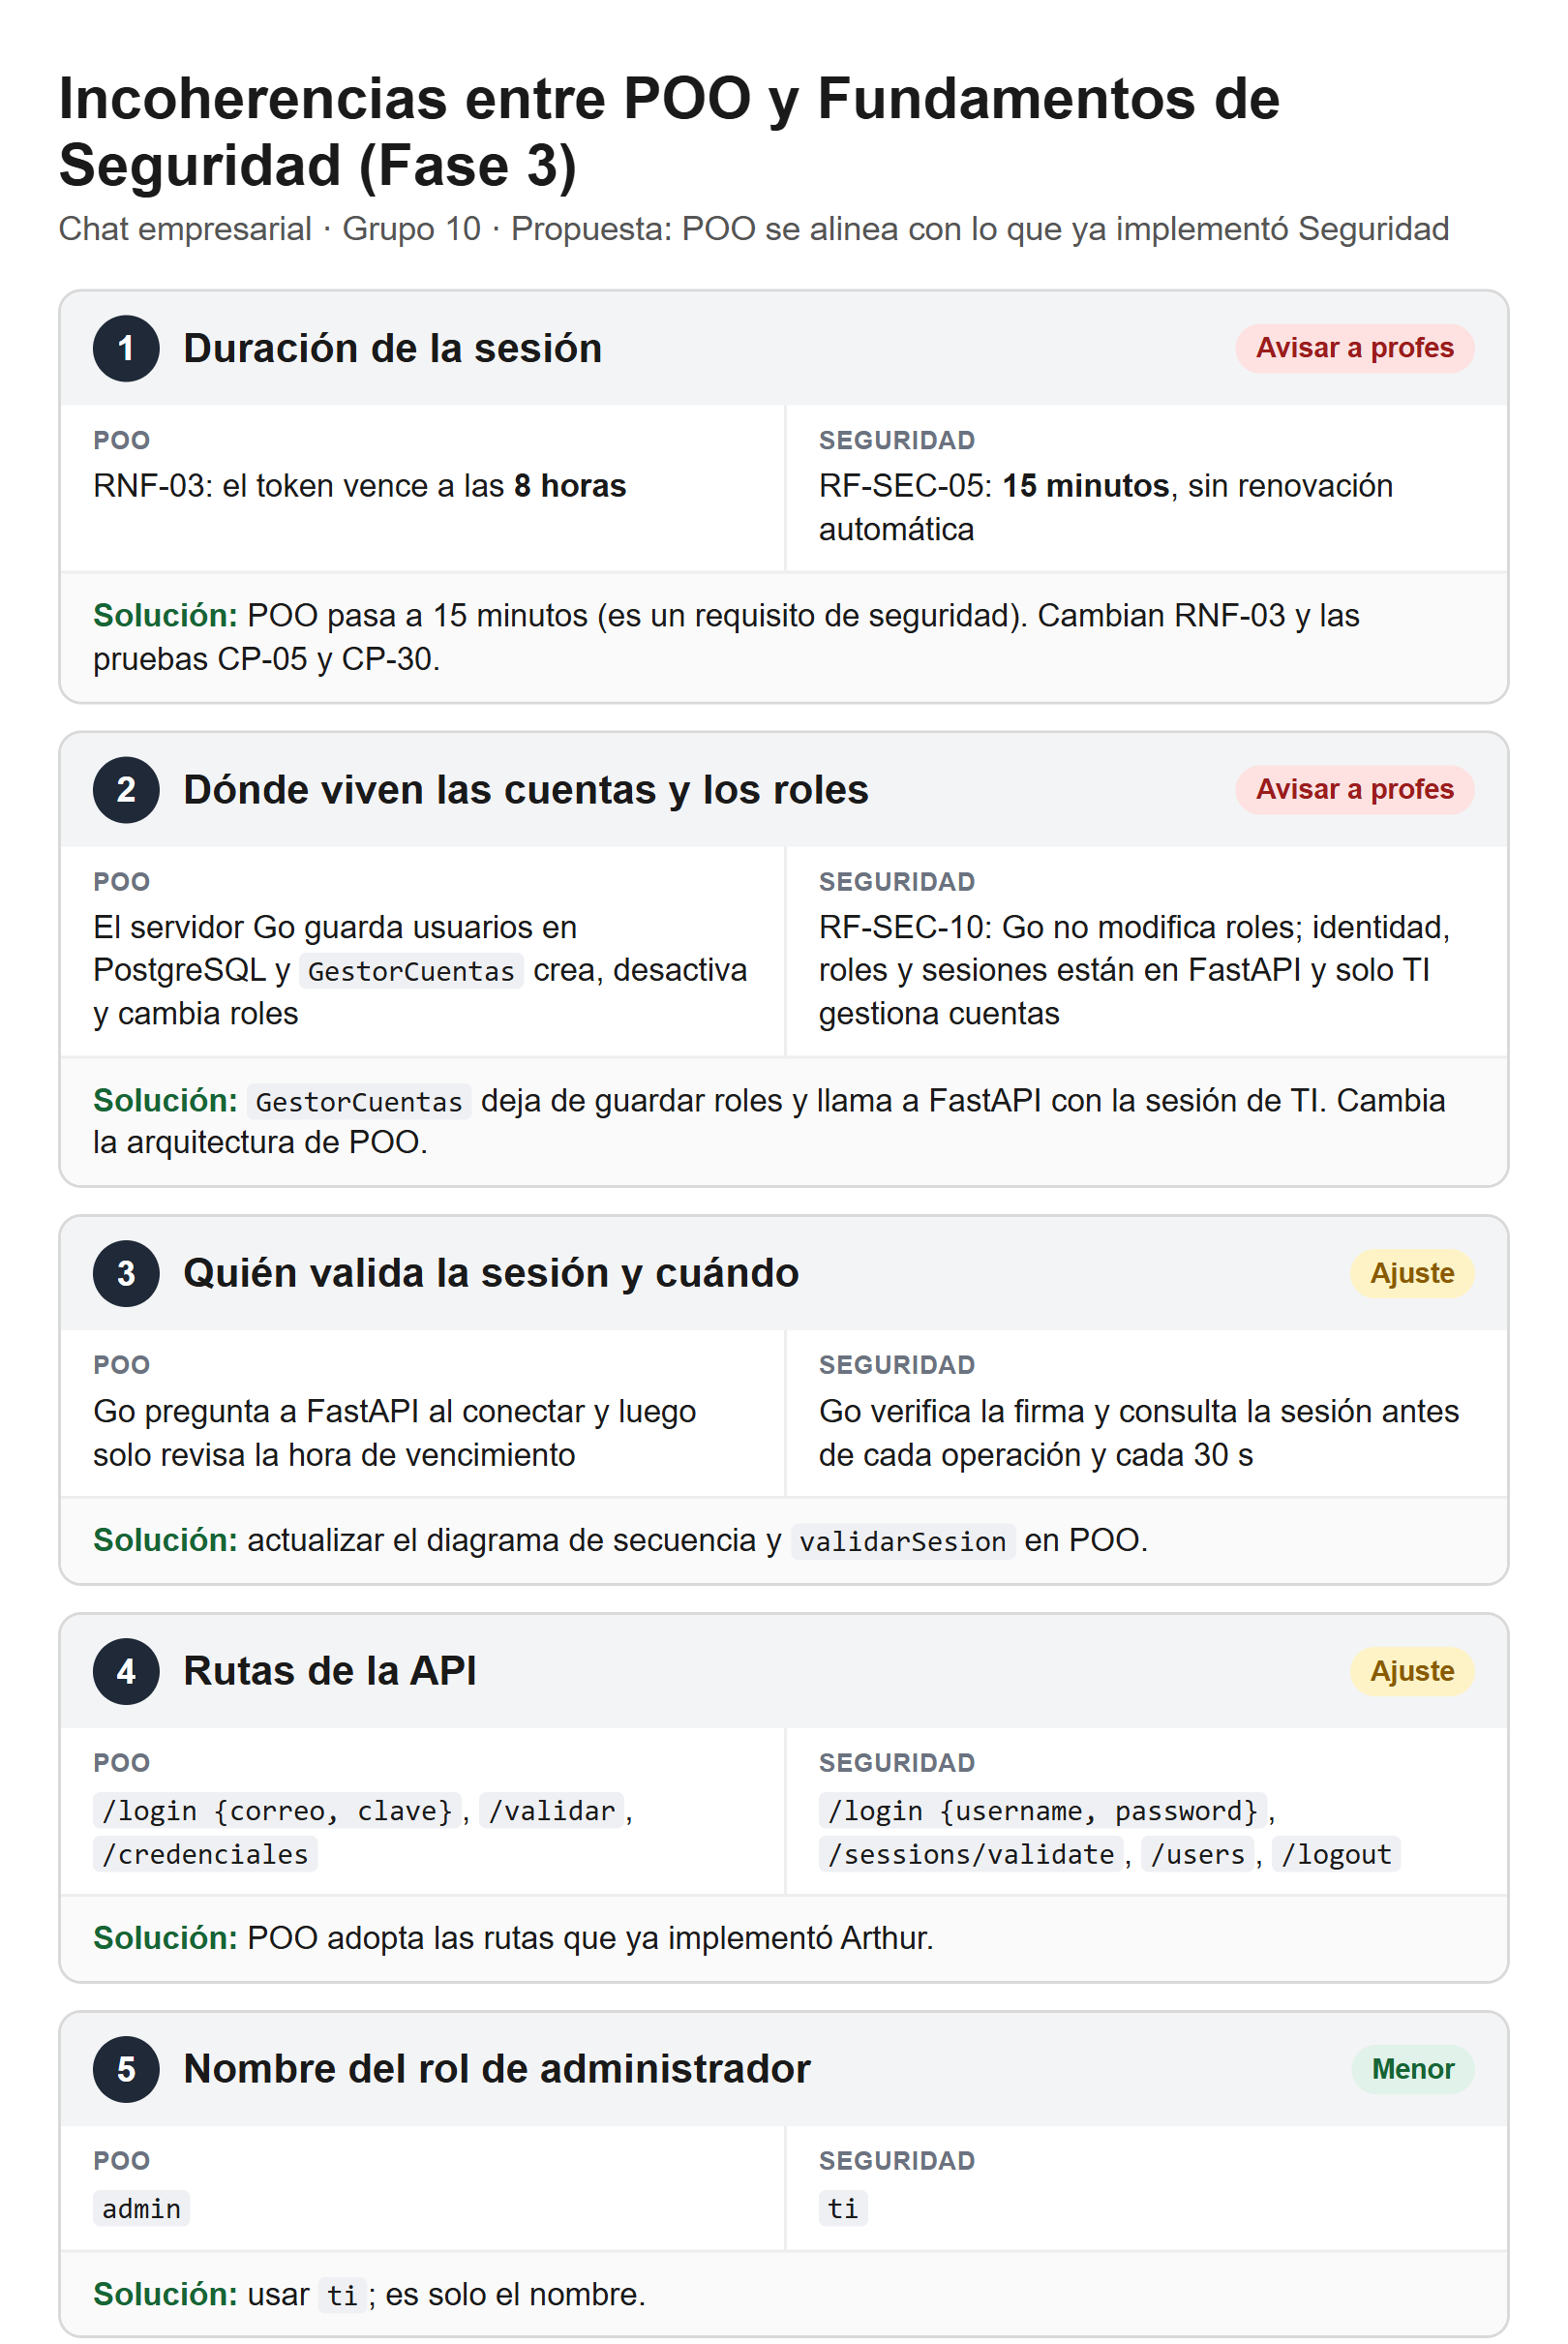 Incoherencias entre POO y Fundamentos de
Seguridad (Fase 3)
Chat empresarial · Grupo 10 · Propuesta: POO se alinea con lo que ya implementó Seguridad
1 Duración de la sesión
Avisar a profes
POO
RNF-03: el token vence a las 8 horas
SEGURIDAD
RF-SEC-05: 15 minutos, sin renovación
automática
Solución: POO pasa a 15 minutos (es un requisito de seguridad). Cambian RNF-03 y las
pruebas CP-05 y CP-30.
2 Dónde viven las cuentas y los roles
Avisar a profes
POO
El servidor Go guarda usuarios en
PostgreSQL y GestorCuentas crea, desactiva
y cambia roles
SEGURIDAD
RF-SEC-10: Go no modifica roles; identidad,
roles y sesiones están en FastAPI y solo TI
gestiona cuentas
Solución: GestorCuentas deja de guardar roles y llama a FastAPI con la sesión de TI. Cambia
la arquitectura de POO.
3 Quién valida la sesión y cuándo
Ajuste
POO
Go pregunta a FastAPI al conectar y luego
solo revisa la hora de vencimiento
SEGURIDAD
Go verifica la firma y consulta la sesión antes
de cada operación y cada 30 s
Solución: actualizar el diagrama de secuencia y validarSesion en POO.
4 Rutas de la API
Ajuste
POO
/login {correo, clave}, /validar,
/credenciales
SEGURIDAD
/login {username, password},
/sessions/validate, /users, /logout
Solución: POO adopta las rutas que ya implementó Arthur.
5 Nombre del rol de administrador
Menor
POO
admin
SEGURIDAD
ti
Solución: usar ti; es solo el nombre.